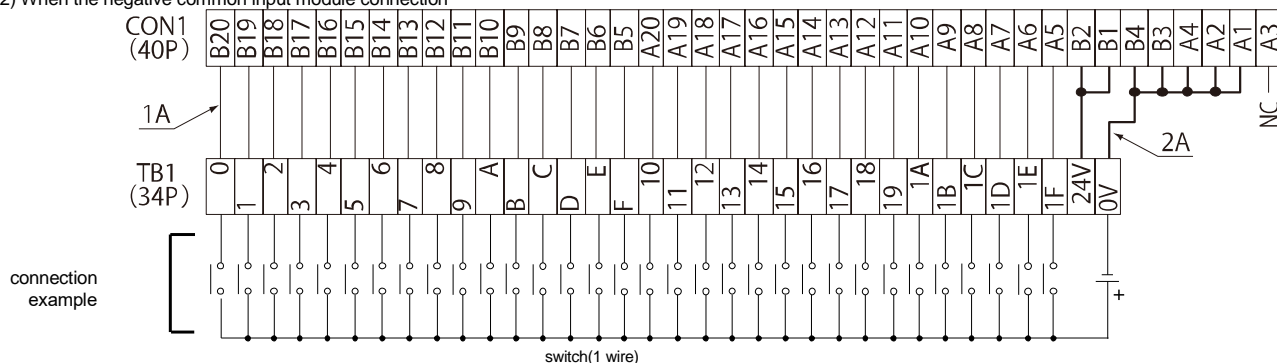 2) When the negative common input module connection
CON1
(40P)
B20 B19 B18 B17 B16 B15 B14 B13 B12 B11 B10 B9 B8 B7 B6 B5 A20 A19 A18 A17 A16 A15 A14 A13 A12 A11 A10 A9 A8 A7 A6 A5 B2 B1 B4 B3 A4 A2 A1 A3
1A
NC
2A
TB1
(34P)
0 1 2 3 4 5 6 7 8 9 A B C D E F 10 11 12 13 14 15 16 17 18 19 1A 1B 1C 1D 1E 1F 24V 0V
connection
example
+
switch(1 wire)